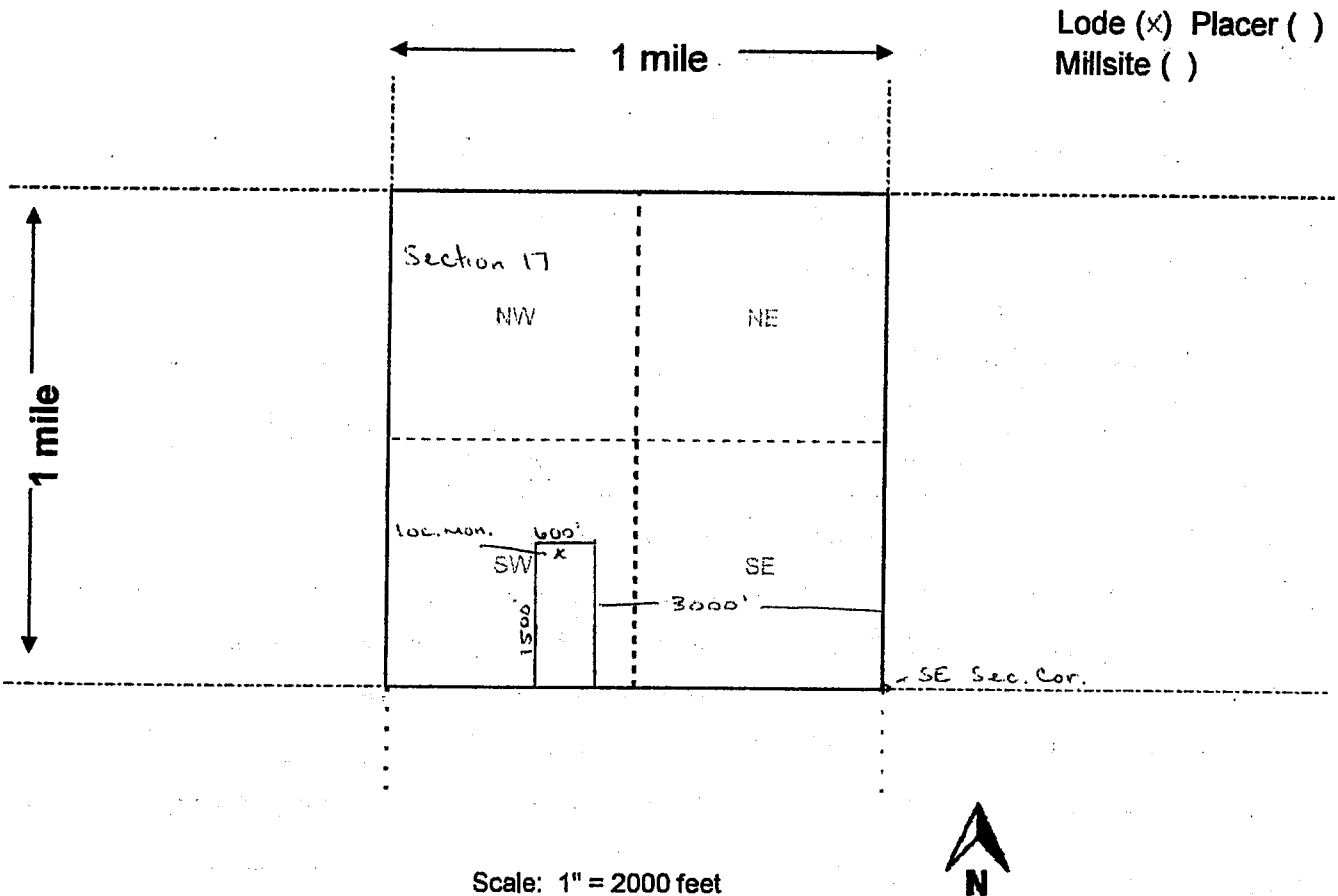 Lode (x) Placer ( )
Millsite ( )
1 mile
1 mile
Section 17
NW
NE
Loc. Mon.
600'
x
SW
SE
1500'
3000'
SE Sec. Cor.
Scale: 1" = 2000 feet
N